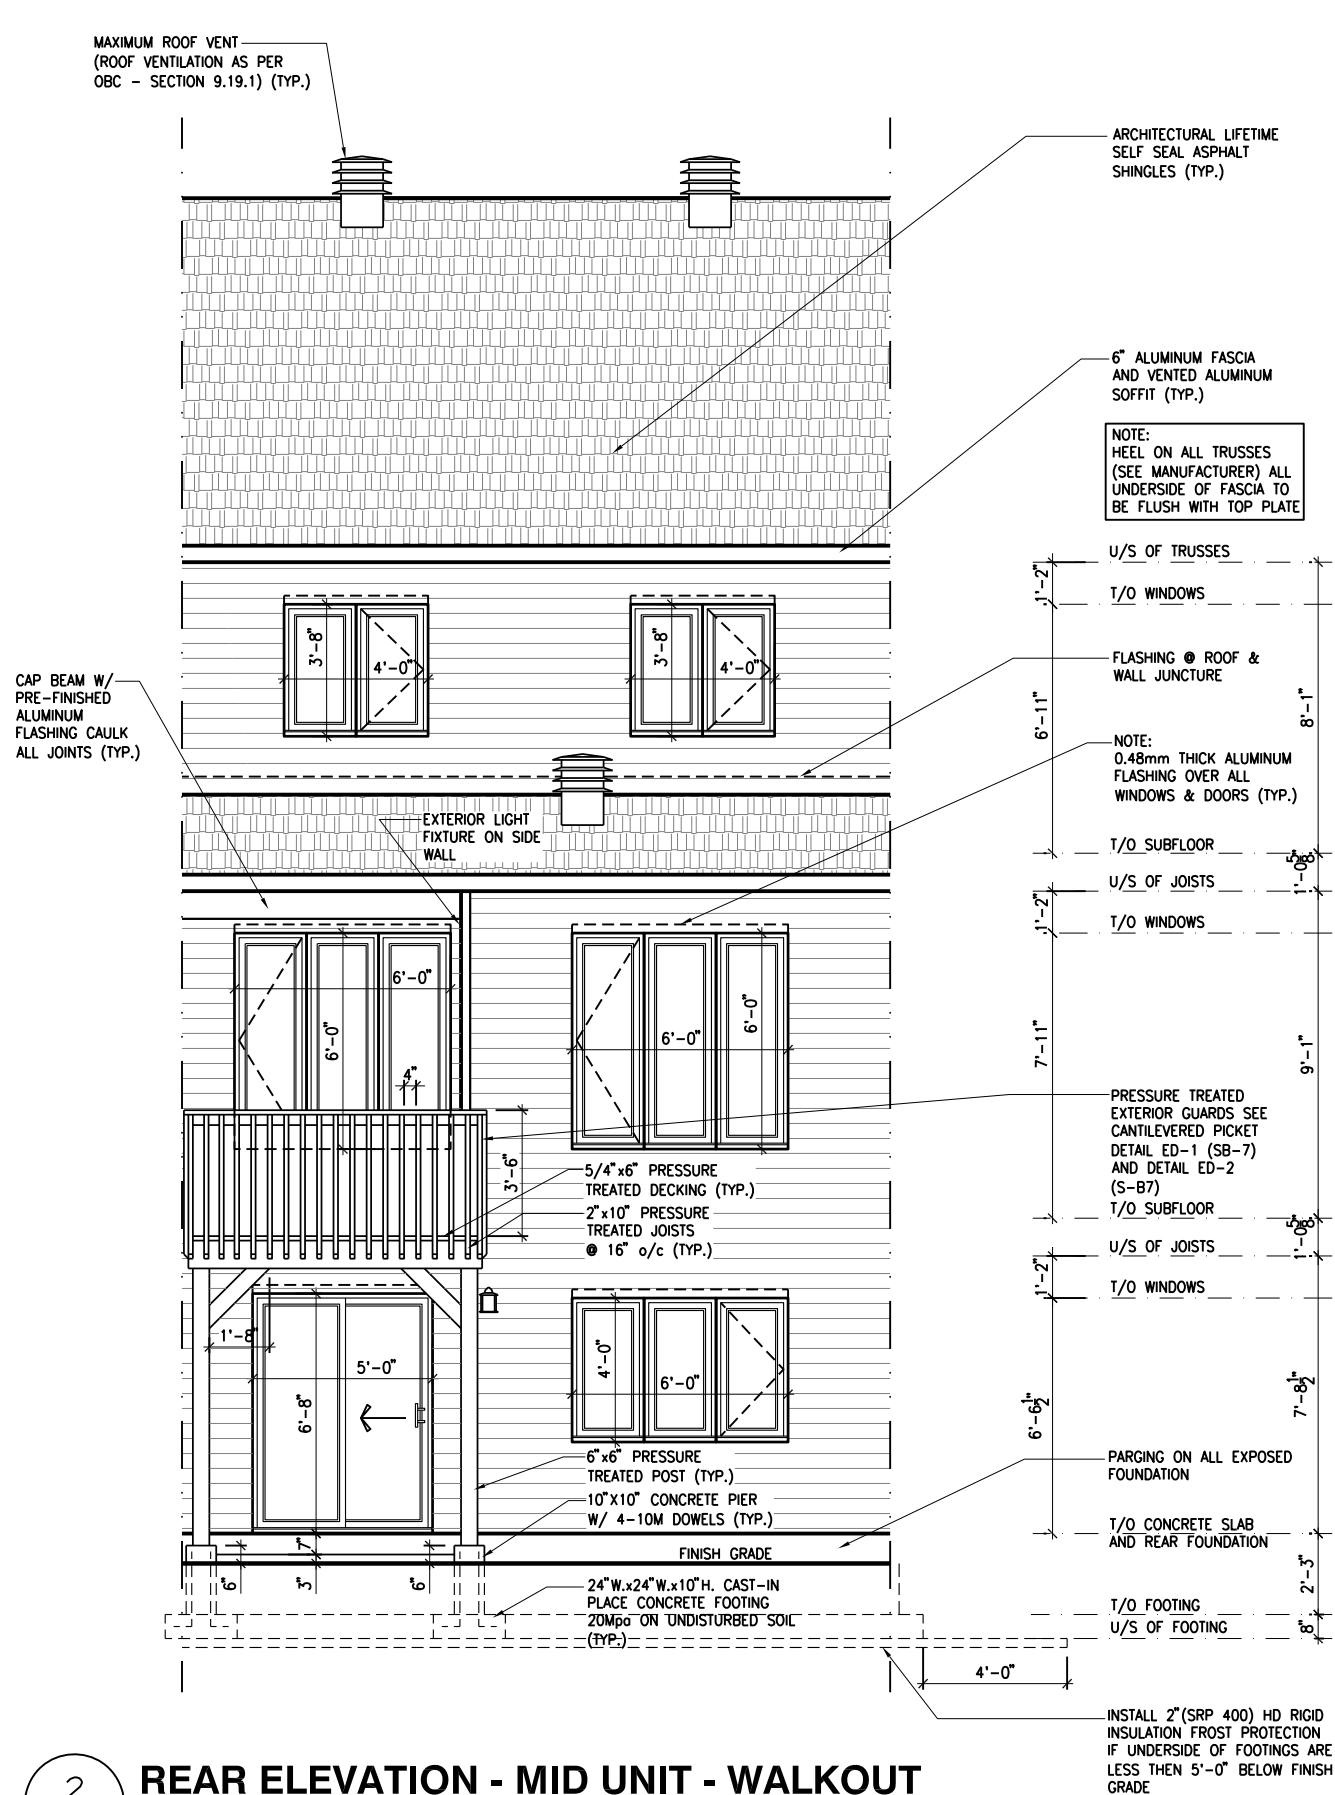 MAXIMUM ROOF VENT
(ROOF VENTILATION AS PER
OBC - SECTION 9.19.1) (TYP.)
ARCHITECTURAL LIFETIME
SELF SEAL ASPHALT
SHINGLES (TYP.)
6" ALUMINUM FASCIA
AND VENTED ALUMINUM
SOFFIT (TYP.)
NOTE:
HEEL ON ALL TRUSSES
(SEE MANUFACTURER) ALL
UNDERSIDE OF FASCIA TO
BE FLUSH WITH TOP PLATE
U/S OF TRUSSES
1'-2"
T/O WINDOWS
3'-8"
4'-0"
3'-8"
4'-0"
FLASHING @ ROOF &
WALL JUNCTURE
6'-11"
8'-1"
CAP BEAM W/
PRE-FINISHED
ALUMINUM
FLASHING CAULK
ALL JOINTS (TYP.)
NOTE:
0.48mm THICK ALUMINUM
FLASHING OVER ALL
WINDOWS & DOORS (TYP.)
EXTERIOR LIGHT
FIXTURE ON SIDE
WALL
T/O SUBFLOOR
1'-0 5/8"
U/S OF JOISTS
1'-2"
T/O WINDOWS
6'-0"
6'-0"
4"
6'-0"
6'-0"
7'-11"
9'-1"
PRESSURE TREATED
EXTERIOR GUARDS SEE
CANTILEVERED PICKET
DETAIL ED-1 (SB-7)
AND DETAIL ED-2
(S-B7)
3'-6"
5/4"x6" PRESSURE
TREATED DECKING (TYP.)
2"x10" PRESSURE
TREATED JOISTS
@ 16" o/c (TYP.)
T/O SUBFLOOR
1'-0 5/8"
U/S OF JOISTS
1'-2"
T/O WINDOWS
1'-8"
5'-0"
6'-8"
4'-0"
6'-0"
6'-6 1/2"
7'-8 1/2"
6"x6" PRESSURE
TREATED POST (TYP.)
10"X10" CONCRETE PIER
W/ 4-10M DOWELS (TYP.)
PARGING ON ALL EXPOSED
FOUNDATION
T/O CONCRETE SLAB
AND REAR FOUNDATION
7"
FINISH GRADE
6"
3"
6"
24"W.x24"W.x10"H. CAST-IN
PLACE CONCRETE FOOTING
20Mpa ON UNDISTURBED SOIL
(TYP.)
2'-3"
T/O FOOTING
U/S OF FOOTING
8"
4'-0"
INSTALL 2"(SRP 400) HD RIGID
INSULATION FROST PROTECTION
IF UNDERSIDE OF FOOTINGS ARE
LESS THEN 5'-0" BELOW FINISH
GRADE
2
REAR ELEVATION - MID UNIT - WALKOUT